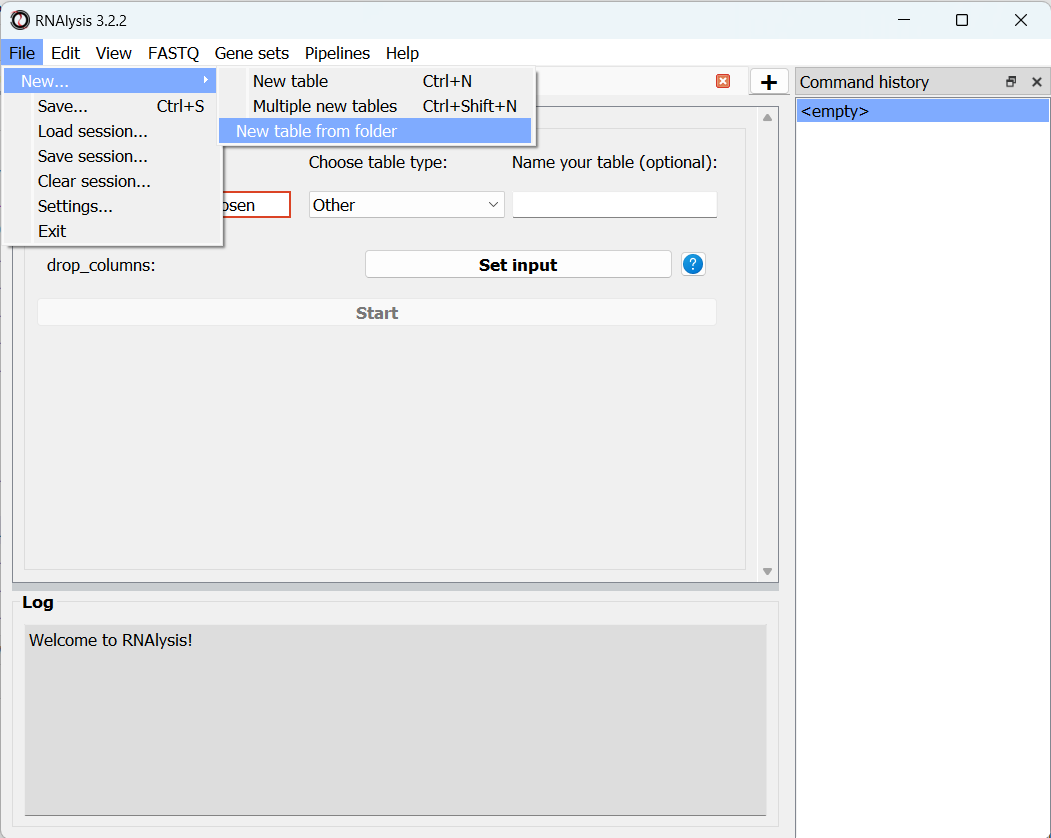 RNAlysis 3.2.2
File Edit View FASTQ Gene sets Pipelines Help
New...
New table Ctrl+N
Command history
Save... Ctrl+S
Multiple new tables Ctrl+Shift+N
<empty>
Load session...
New table from folder
Save session...
Choose table type:
Name your table (optional):
Clear session...
Settings...
Other
Exit
drop_columns:
Set input
?
Start
Log
Welcome to RNAlysis!